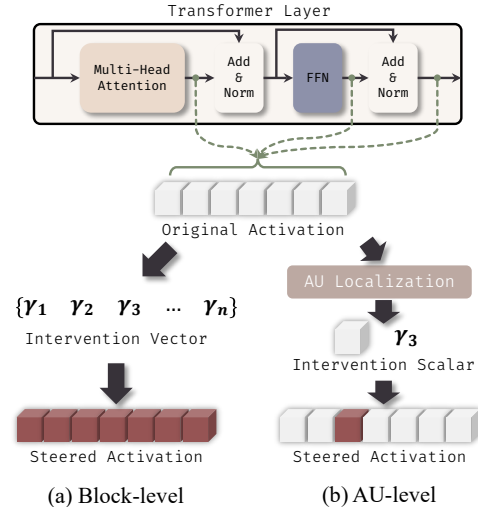 Transformer Layer
Multi-Head
Attention
Add
&
Norm
FFN
Add
&
Norm
Original Activation
{γ₁ γ₂ γ₃ ... γₙ}
Intervention Vector
Steered Activation
(a) Block-level
AU Localization
γ₃
Intervention Scalar
Steered Activation
(b) AU-level